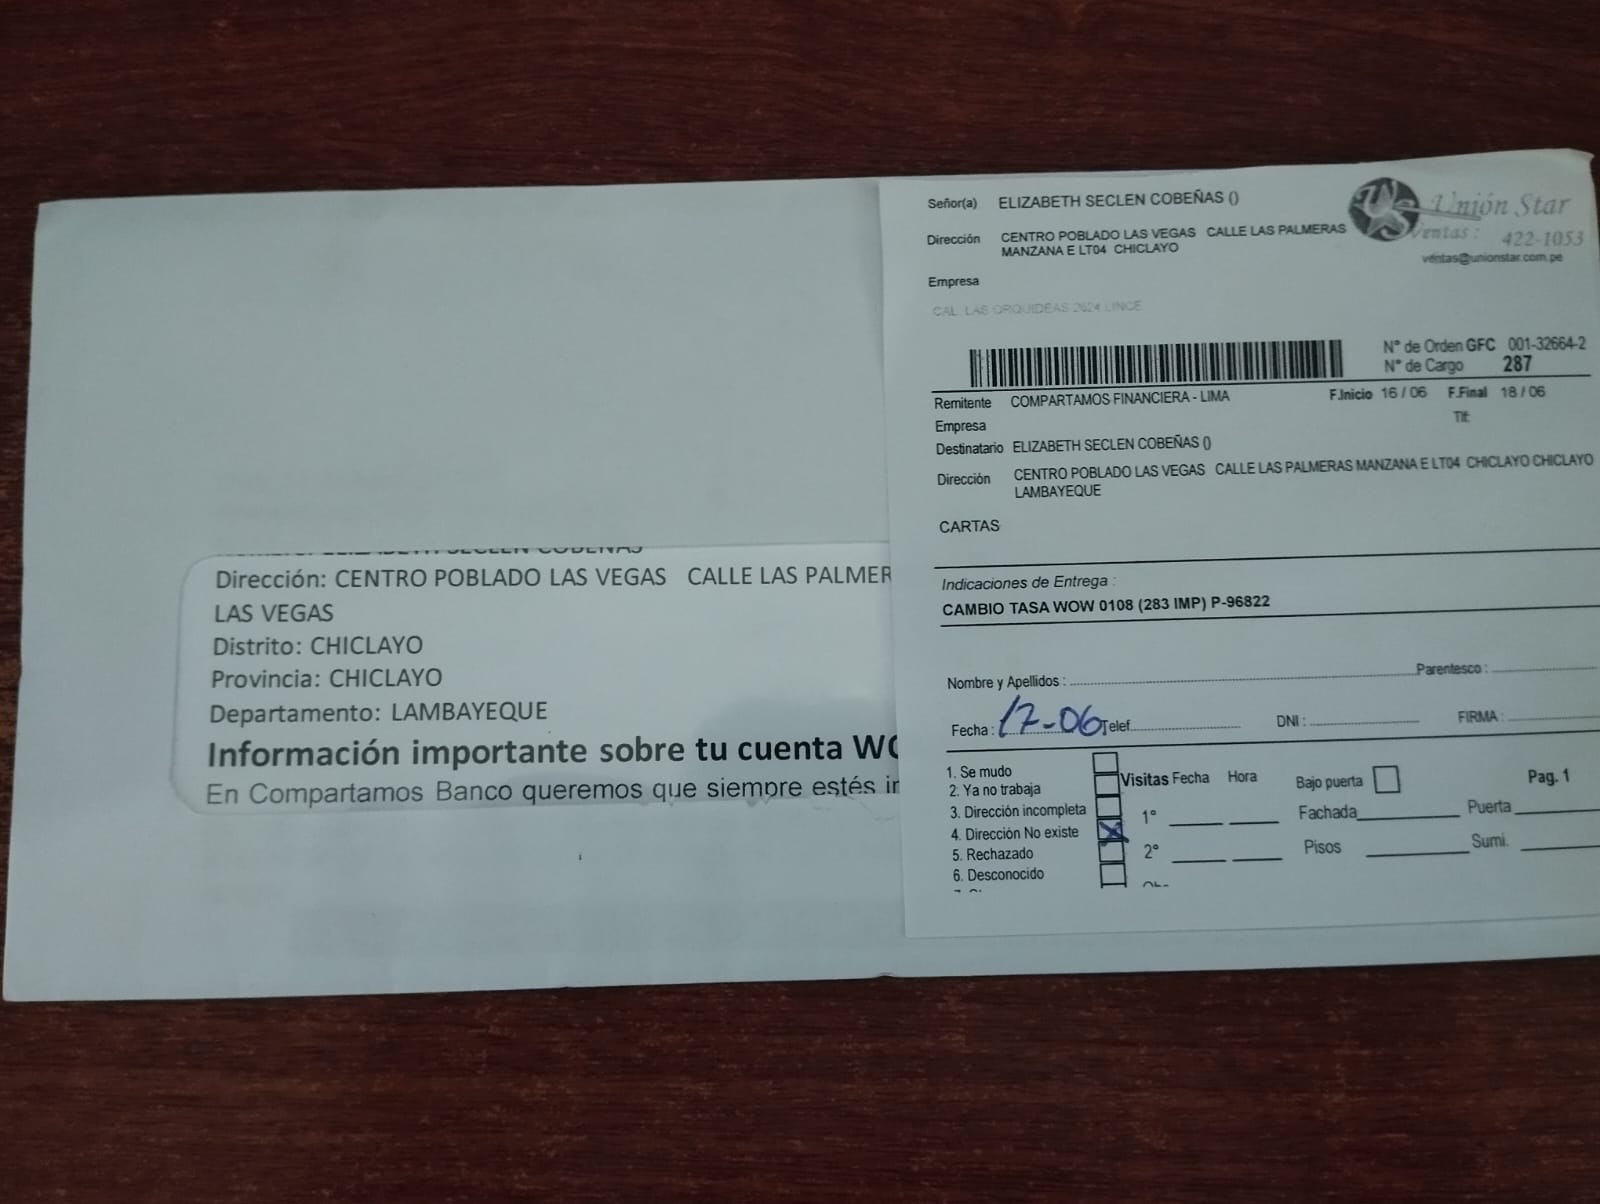 Dirección: CENTRO POBLADO LAS VEGAS CALLE LAS PALMER
LAS VEGAS
Distrito: CHICLAYO
Provincia: CHICLAYO
Departamento: LAMBAYEQUE
Información importante sobre tu cuenta WO
En Compartamos Banco queremos que siempre estés in
Señor(a) ELIZABETH SECLEN COBEÑAS ()
Dirección CENTRO POBLADO LAS VEGAS CALLE LAS PALMERAS
MANZANA E LT04 CHICLAYO
Empresa
CAL. LAS ORQUIDEAS 2624 LINCE
Unión Star
Ventas: 422-1053
ventas@unionstar.com.pe
N° de Orden GFC 001-32664-2
N° de Cargo 287
Remitente COMPARTAMOS FINANCIERA - LIMA F.Inicio 16 / 06 F.Final 18 / 06
Empresa Tlf:
Destinatario ELIZABETH SECLEN COBEÑAS ()
Dirección CENTRO POBLADO LAS VEGAS CALLE LAS PALMERAS MANZANA E LT04 CHICLAYO CHICLAYO
LAMBAYEQUE
CARTAS
Indicaciones de Entrega :
CAMBIO TASA WOW 0108 (283 IMP) P-96822
Nombre y Apellidos : Parentesco :
Fecha : 17-06 Telef. DNI : FIRMA :
1. Se mudo
2. Ya no trabaja
3. Dirección incompleta
4. Dirección No existe X
5. Rechazado
6. Desconocido
Visitas Fecha Hora Bajo puerta Pag. 1
1° Fachada Puerta
2° Pisos Sumi.